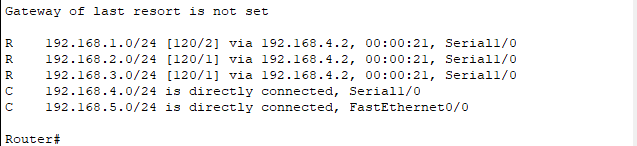 Gateway of last resort is not set
R    192.168.1.0/24 [120/2] via 192.168.4.2, 00:00:21, Serial1/0
R    192.168.2.0/24 [120/1] via 192.168.4.2, 00:00:21, Serial1/0
R    192.168.3.0/24 [120/1] via 192.168.4.2, 00:00:21, Serial1/0
C    192.168.4.0/24 is directly connected, Serial1/0
C    192.168.5.0/24 is directly connected, FastEthernet0/0
Router#